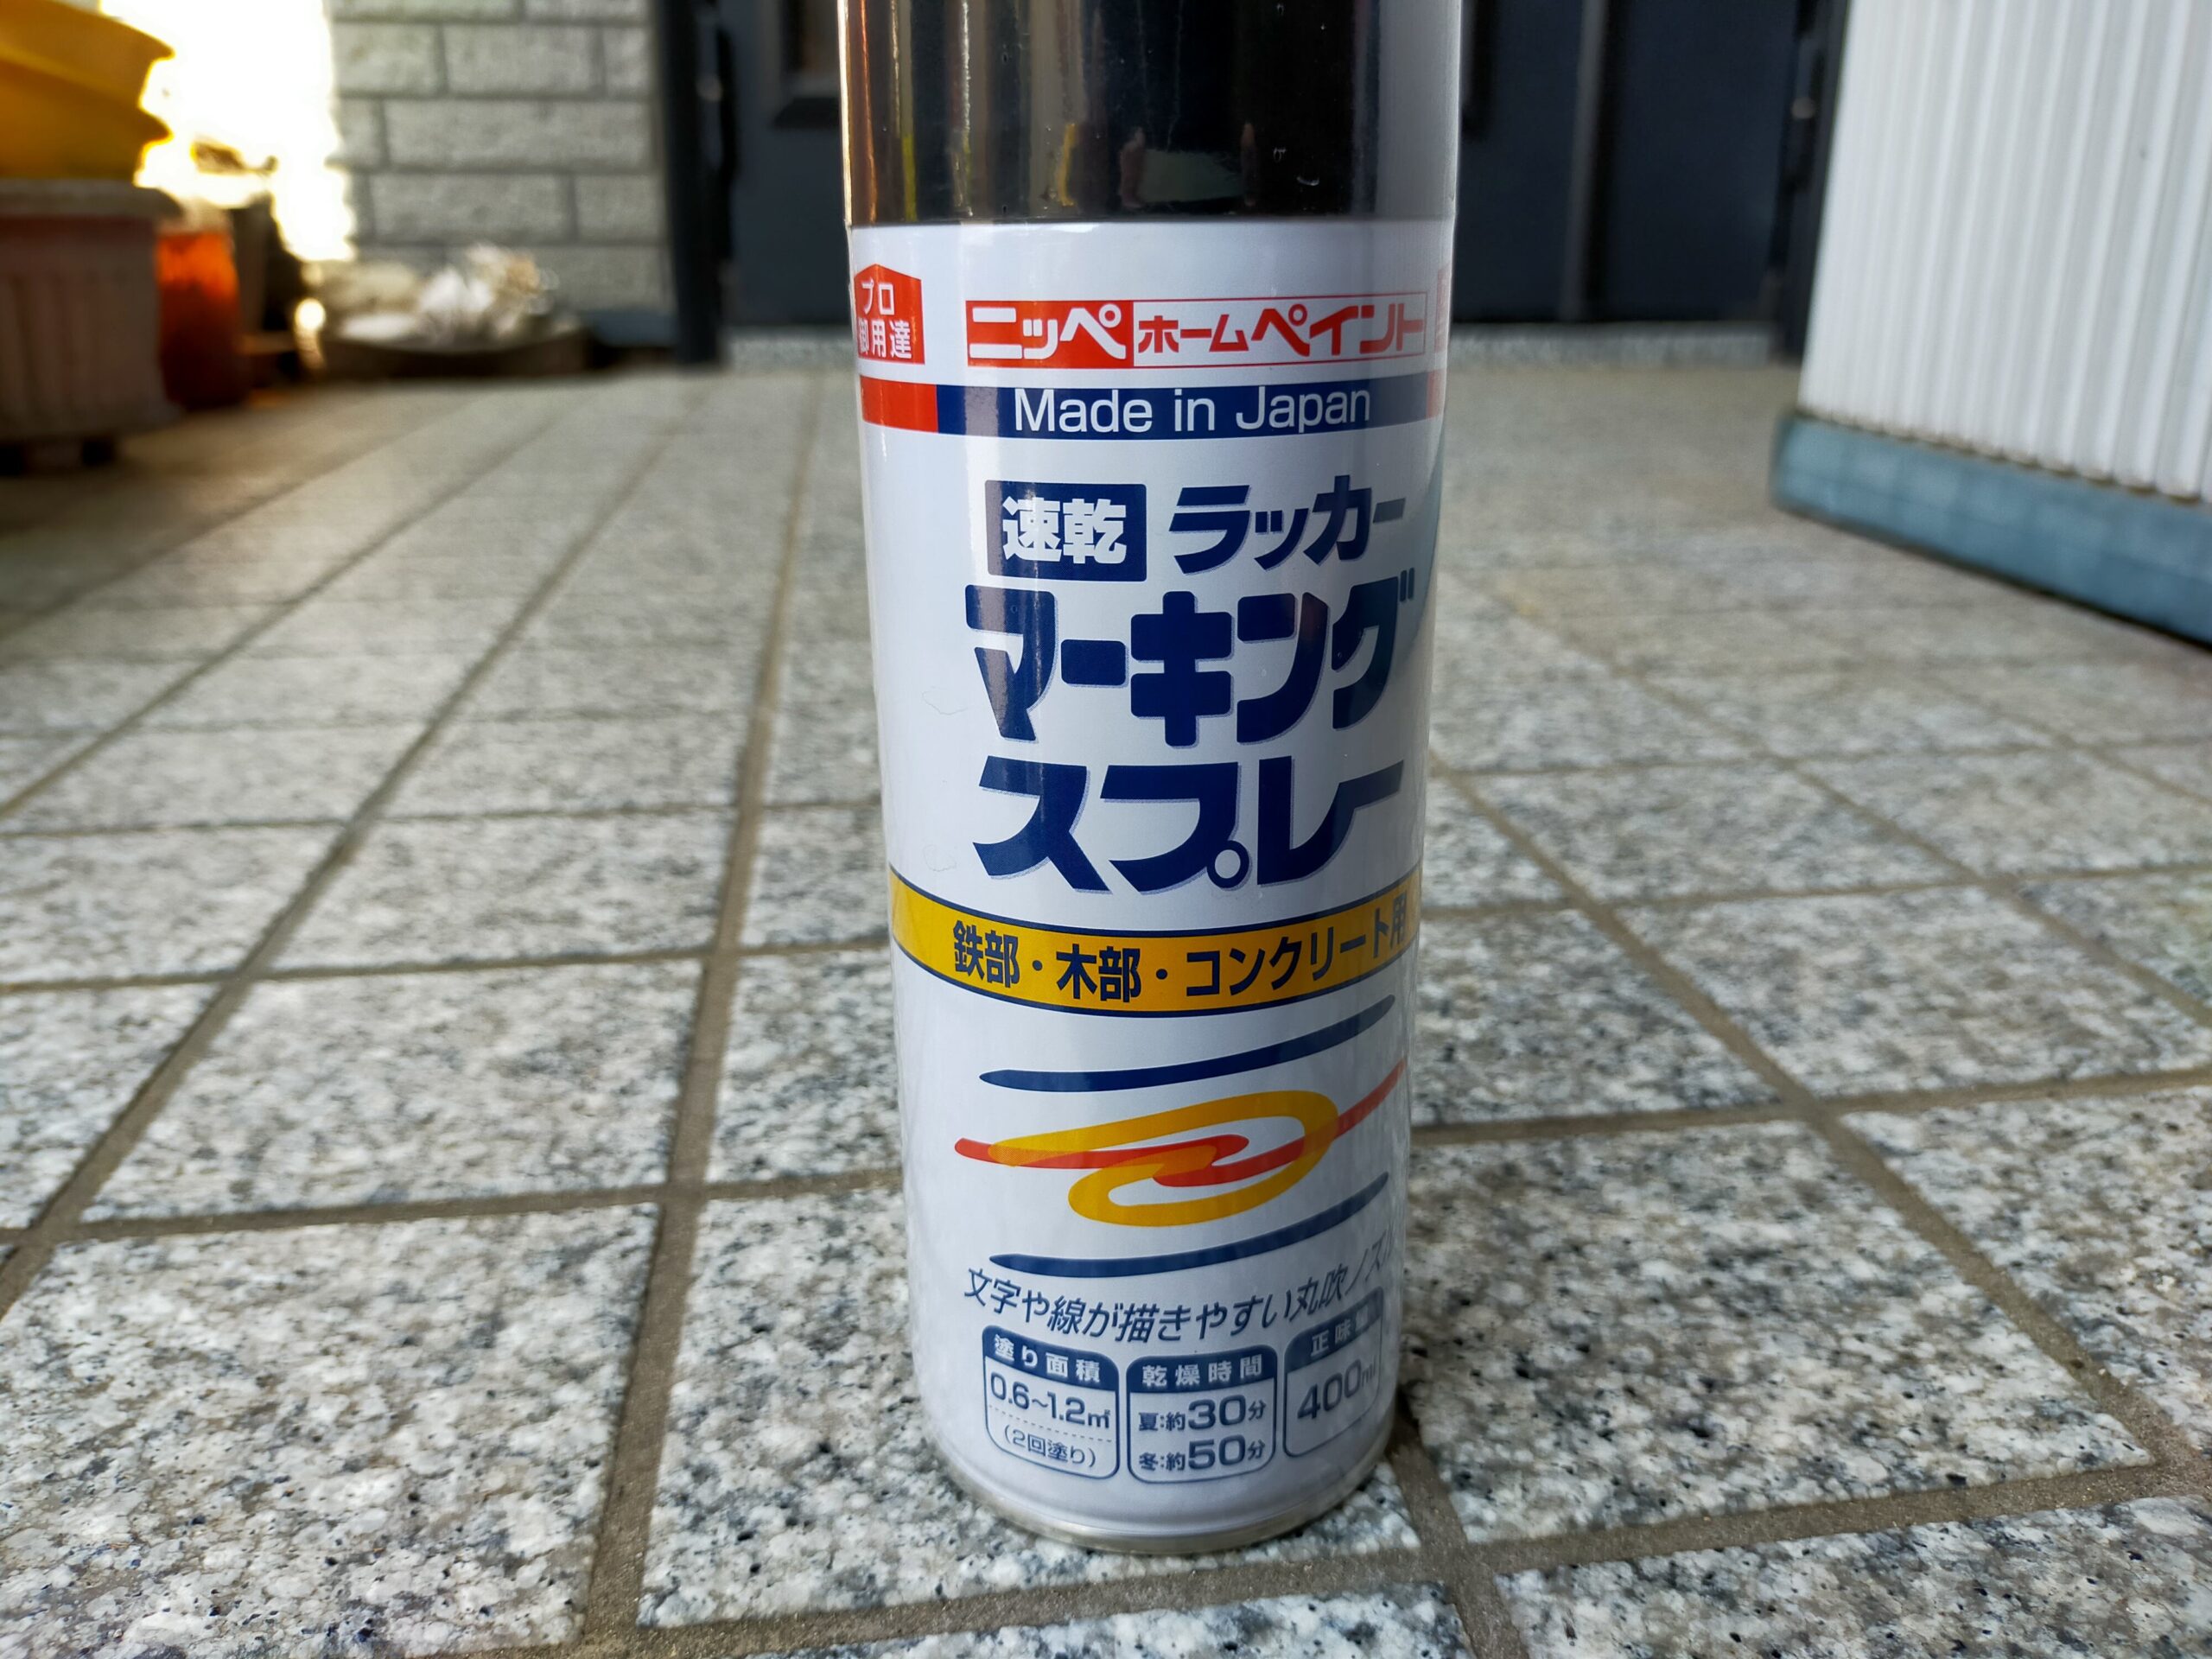 プロ
御用達
ニッペホームペイント
Made in Japan
速乾 ラッカー
マーキング
スプレー
鉄部・木部・コンクリート用
文字や線が描きやすい丸吹ノズル
塗り面積
0.6~1.2㎡
(2回塗り)
乾燥時間
夏:約30分
冬:約50分
正味量
400ml